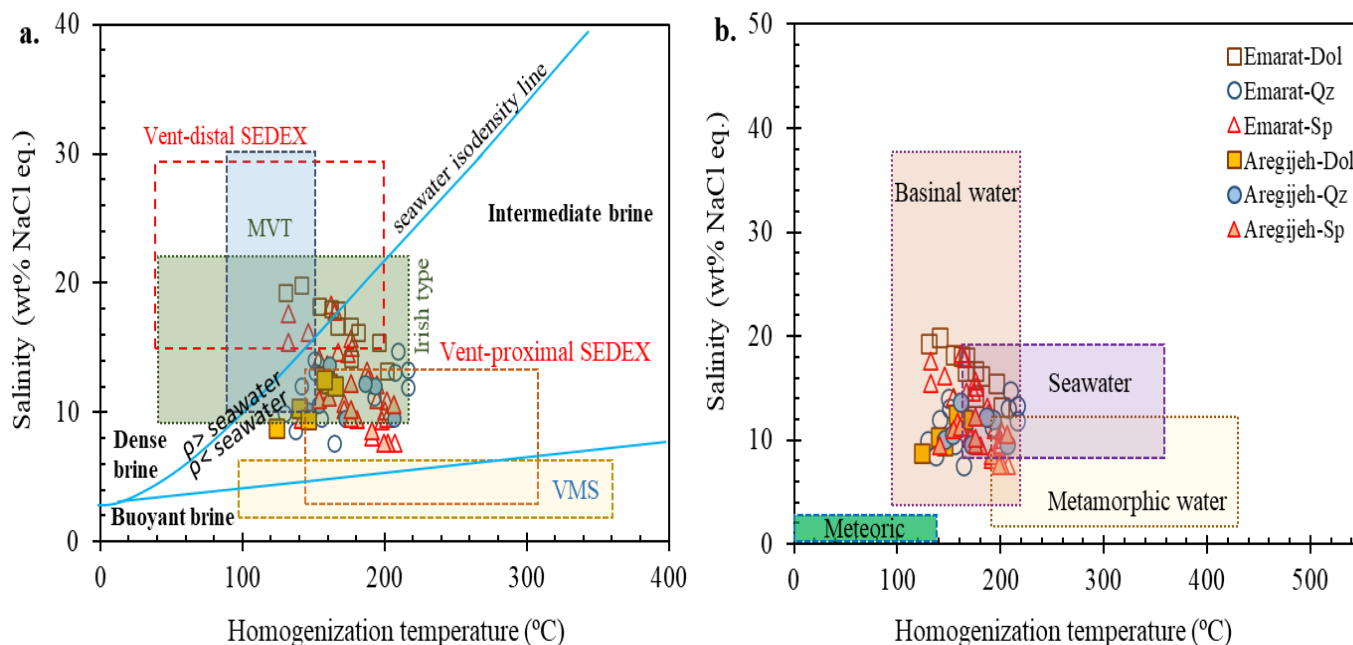 a.
40
30
20
10
0
Salinity (wt% NaCl eq.)
Vent-distal SEDEX
MVT
seawater isodensity line
Intermediate brine
Irish type
Vent-proximal SEDEX
ρ> seawater
ρ< seawater
Dense
brine
VMS
Buoyant brine
0
100
200
300
400
Homogenization temperature (ºC)
b.
50
40
30
20
10
0
Salinity (wt% NaCl eq.)
Emarat-Dol
Emarat-Qz
Emarat-Sp
Aregijeh-Dol
Aregijeh-Qz
Aregijeh-Sp
Basinal water
Seawater
Metamorphic water
Meteoric
0
100
200
300
400
500
Homogenization temperature (ºC)